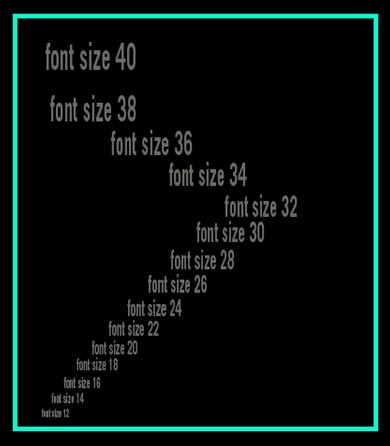 font size 40
font size 38
font size 36
font size 34
font size 32
font size 30
font size 28
font size 26
font size 24
font size 22
font size 20
font size 18
font size 16
font size 14
font size 12